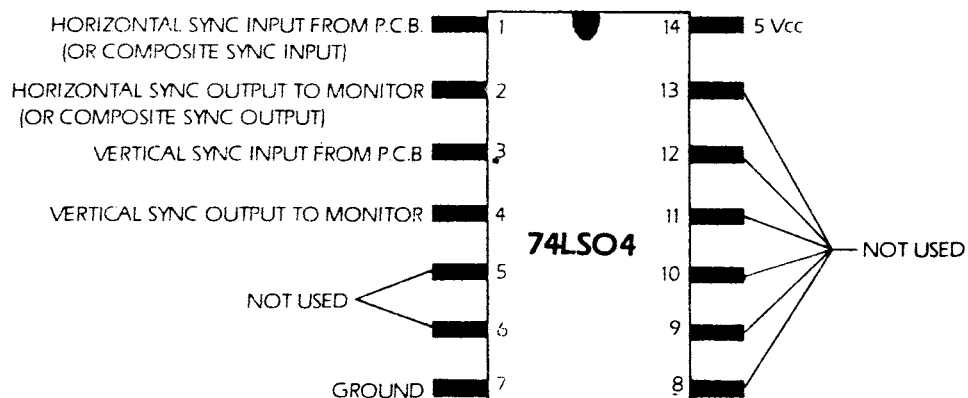 HORIZONTAL SYNC INPUT FROM P.C.B. 1
(OR COMPOSITE SYNC INPUT)
HORIZONTAL SYNC OUTPUT TO MONITOR 2
(OR COMPOSITE SYNC OUTPUT)
VERTICAL SYNC INPUT FROM P.C.B 3
VERTICAL SYNC OUTPUT TO MONITOR 4
5
NOT USED
6
GROUND 7
74LS04
14 5 Vcc
13
12
11
NOT USED
10
9
8